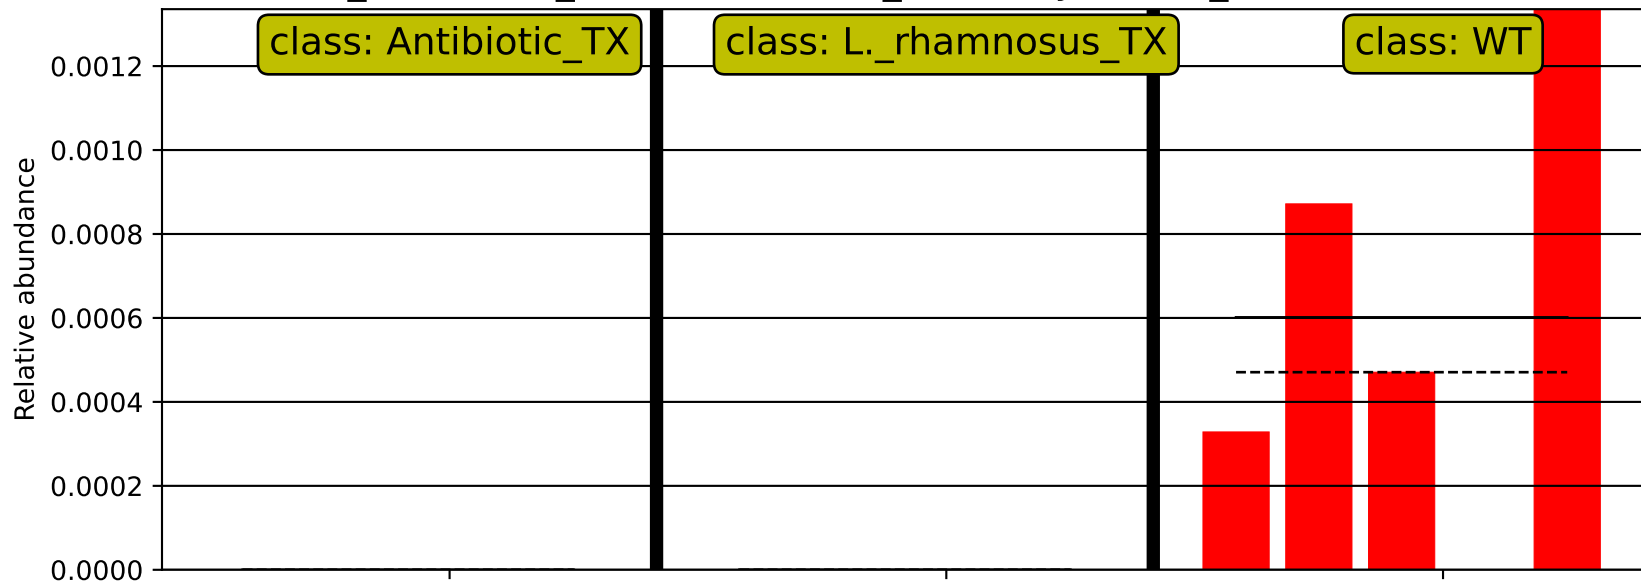 class: Antibiotic_TX
class: L._rhamnosus_TX
class: WT
0.0012
0.0010
0.0008
0.0006
0.0004
0.0002
0.0000
Relative abundance